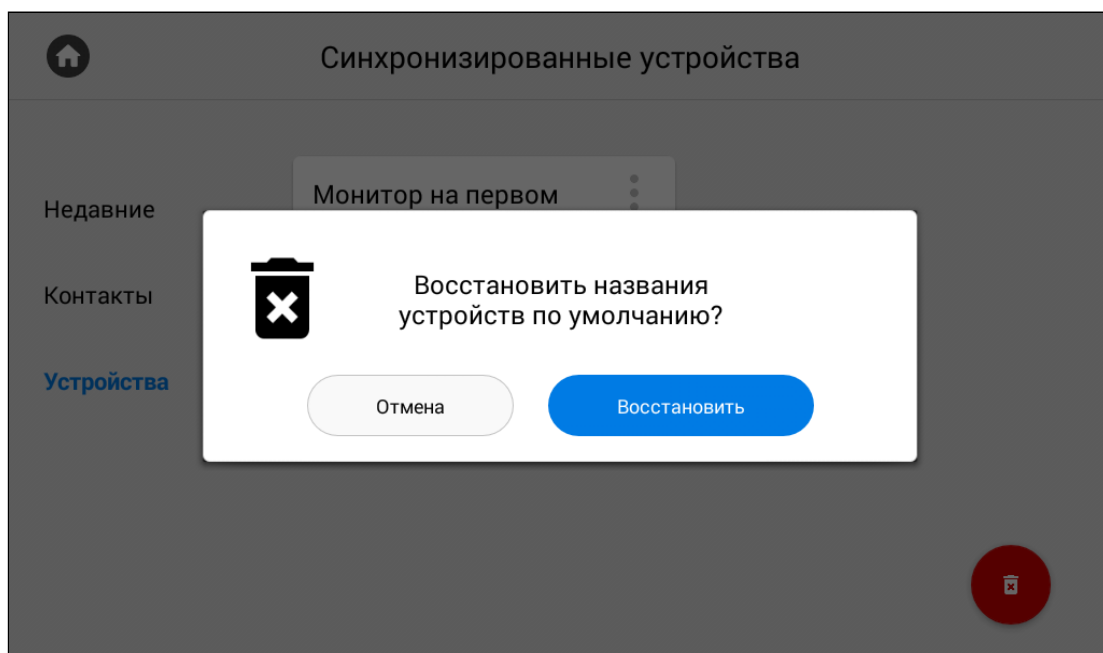 Синхронизированные устройства
Недавние
Монитор на первом
Контакты
Восстановить названия
устройств по умолчанию?
Устройства
Отмена
Восстановить